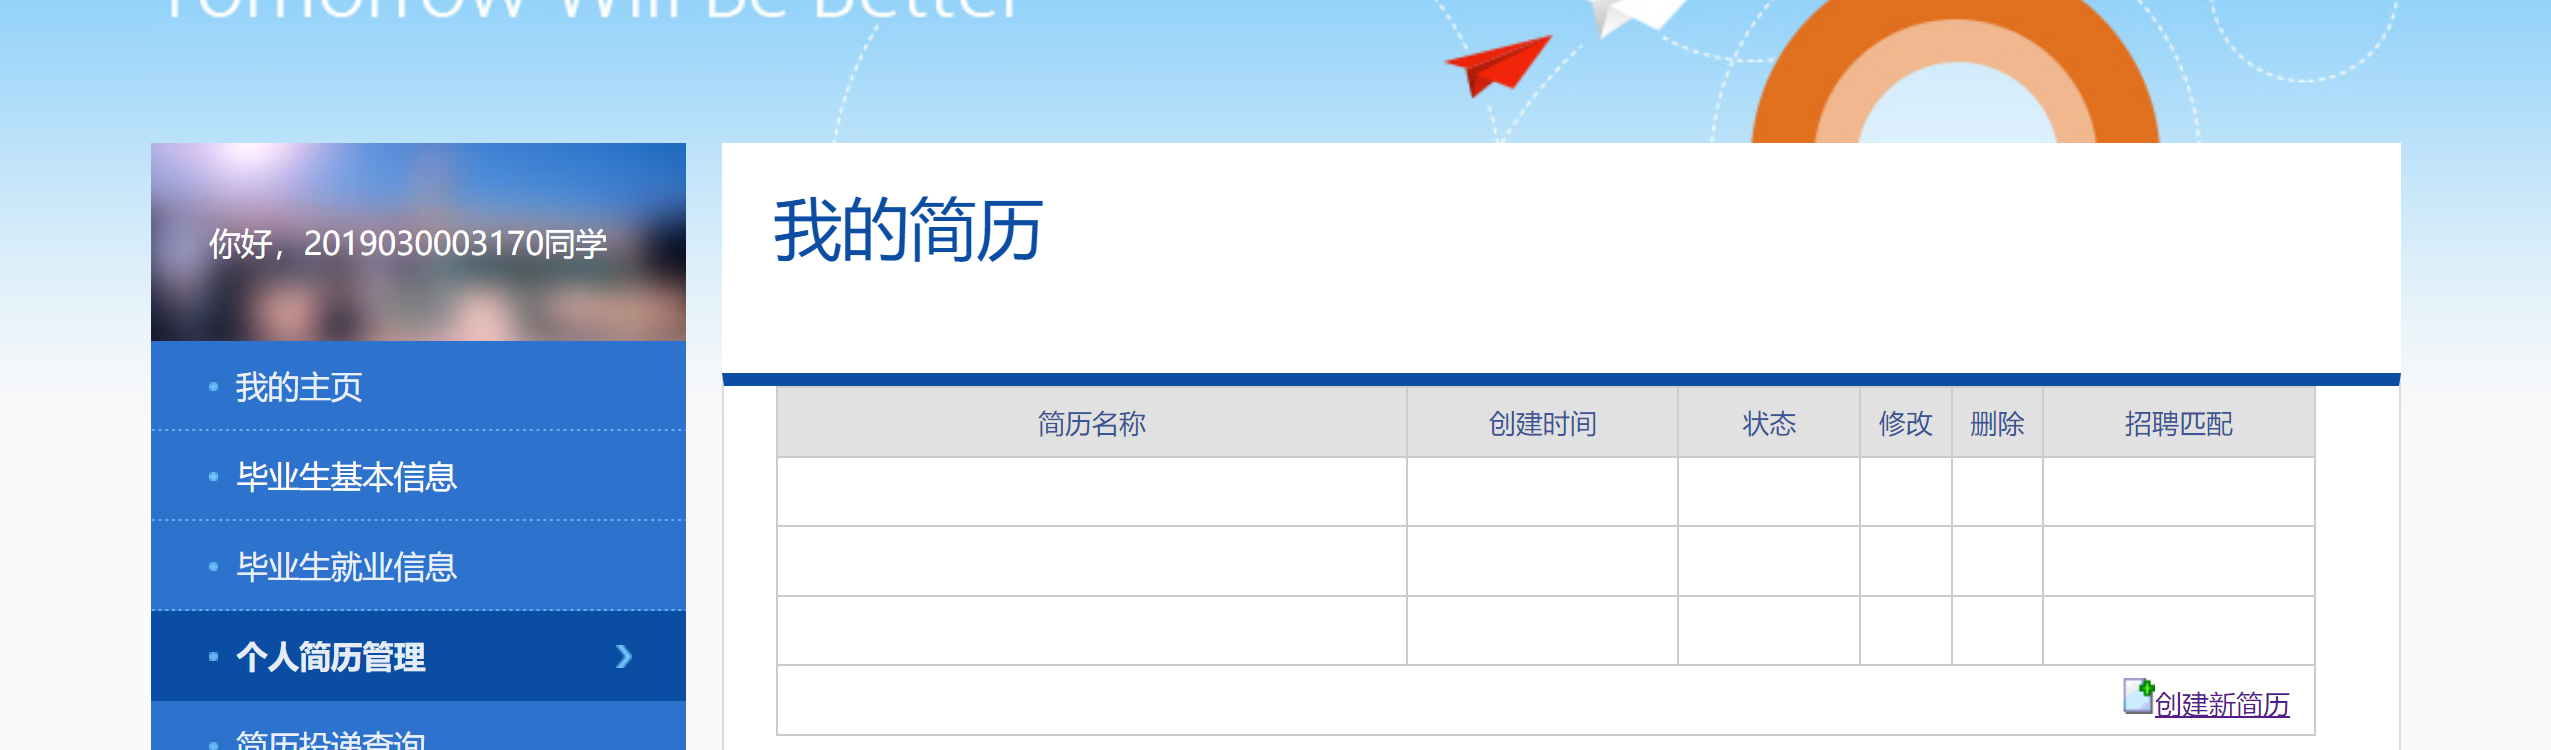 Tomorrow Will Be Better
你好，2019030003170同学
我的主页
毕业生基本信息
毕业生就业信息
个人简历管理
简历投递查询
我的简历
简历名称 创建时间 状态 修改 删除 招聘匹配
创建新简历